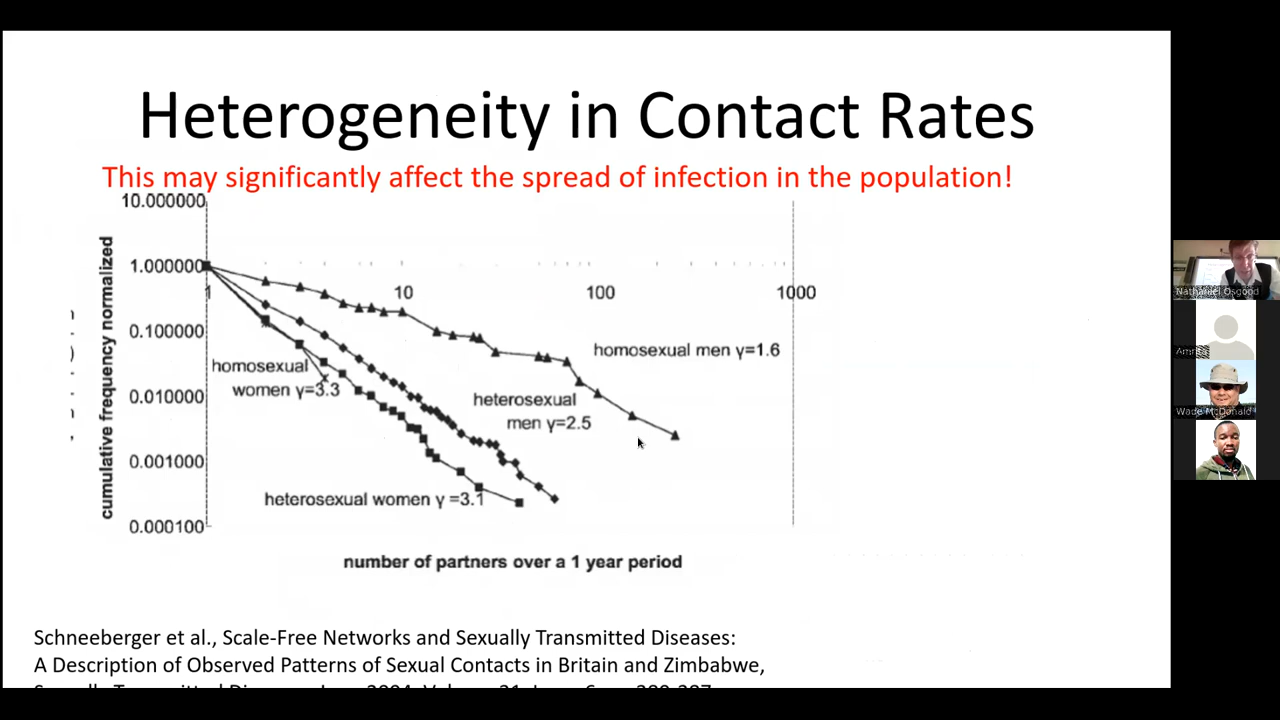 Heterogeneity in Contact Rates
This may significantly affect the spread of infection in the population!
10.000000
1.000000
1
10
100
1000
0.100000
0.010000
0.001000
0.000100
cumulative frequency normalized
homosexual men γ=1.6
homosexual
women γ=3.3
heterosexual
men γ=2.5
heterosexual women γ =3.1
number of partners over a 1 year period
Schneeberger et al., Scale-Free Networks and Sexually Transmitted Diseases:
A Description of Observed Patterns of Sexual Contacts in Britain and Zimbabwe,
Nathaniel Osgood
Wade McDonald